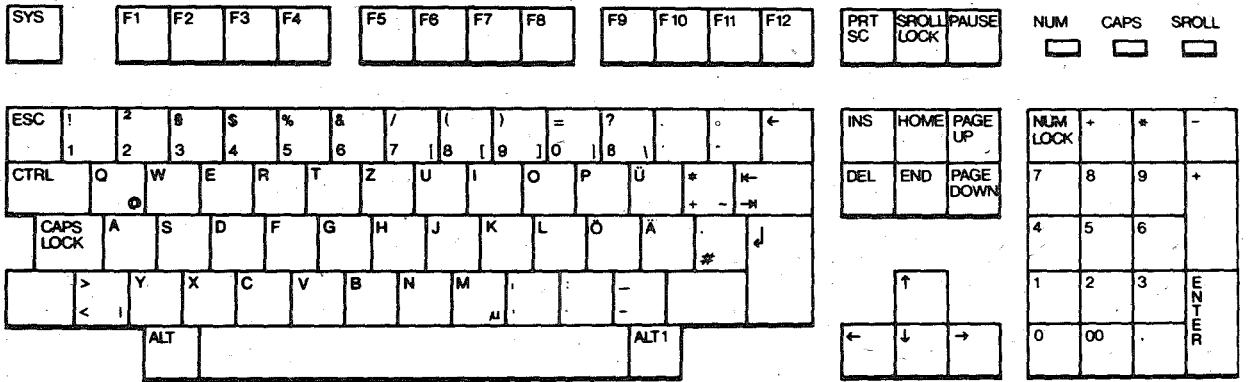 SYS F1 F2 F3 F4 F5 F6 F7 F8 F9 F10 F11 F12 PRT SROLL PAUSE NUM CAPS SROLL
SC LOCK
ESC ! ² § $ % & / ( ) = ? ° ← INS HOME PAGE NUM + * -
UP LOCK
1 2 3 4 5 6 7 [ 8 [ 9 ] 0 | 8 \
CTRL Q W E R T Z U I O P Ü * DEL END PAGE 7 8 9 +
@ + ~ DOWN
CAPS A S D F G H J K L Ö Ä 4 5 6
LOCK #
> Y X C V B N M ↑ 1 2 3 ENTER
< | µ
ALT ALT1 ← ↓ → 0 00 .